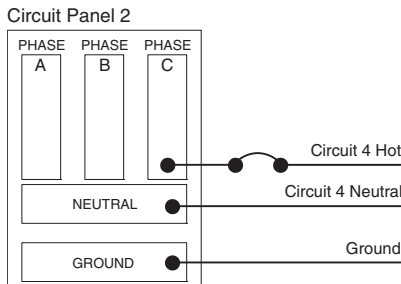 Circuit Panel 2
PHASE PHASE PHASE
A B C
Circuit 4 Hot
Circuit 4 Neutral
NEUTRAL
Ground
GROUND